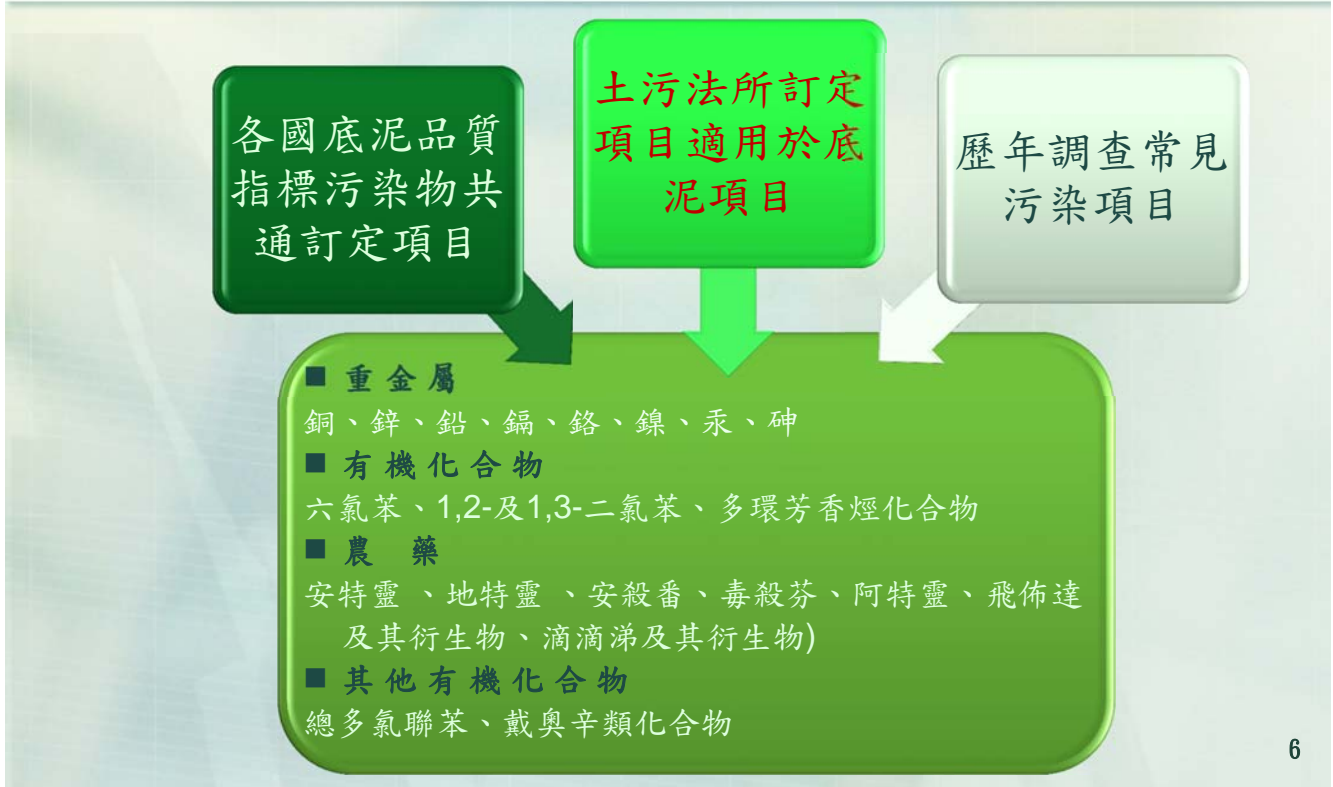 各國底泥品質
指標污染物共
通訂定項目
土污法所訂定
項目適用於底
泥項目
歷年調查常見
污染項目
■ 重金屬
銅、鋅、鉛、鎘、鉻、鎳、汞、砷
■ 有機化合物
六氯苯、1,2-及1,3-二氯苯、多環芳香烴化合物
■ 農 藥
安特靈 、地特靈 、安殺番、毒殺芬、阿特靈、飛佈達
及其衍生物、滴滴涕及其衍生物)
■ 其他有機化合物
總多氯聯苯、戴奧辛類化合物
6